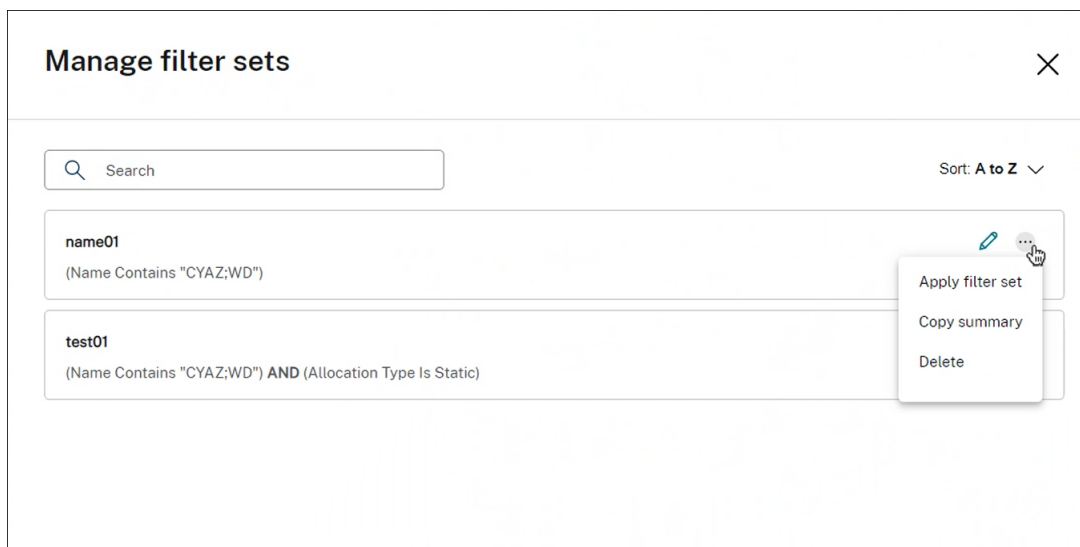 Manage filter sets
Search
Sort: A to Z
name01
(Name Contains "CYAZ;WD")
Apply filter set
Copy summary
Delete
test01
(Name Contains "CYAZ;WD") AND (Allocation Type Is Static)